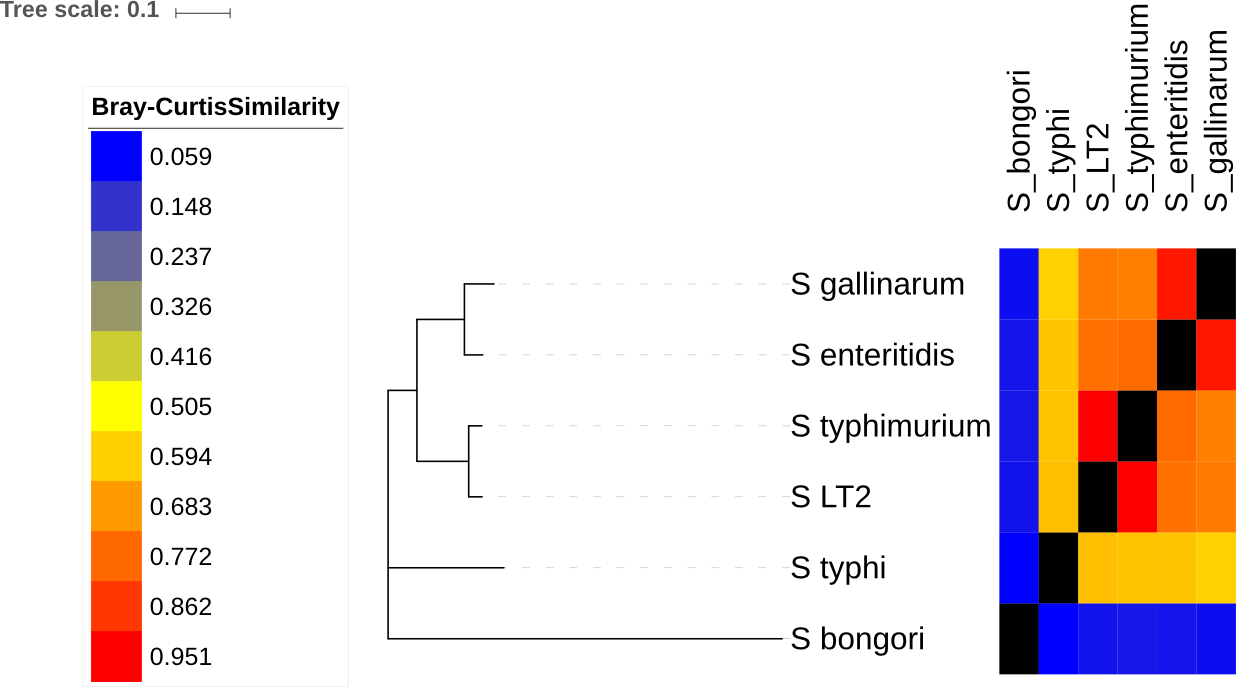 Tree scale: 0.1
Bray-CurtisSimilarity
0.059
0.148
0.237
0.326
0.416
0.505
0.594
0.683
0.772
0.862
0.951
S_bongori
S_typhi
S_LT2
S_typhimurium
S_enteritidis
S_gallinarum
S gallinarum
S enteritidis
S typhimurium
S LT2
S typhi
S bongori